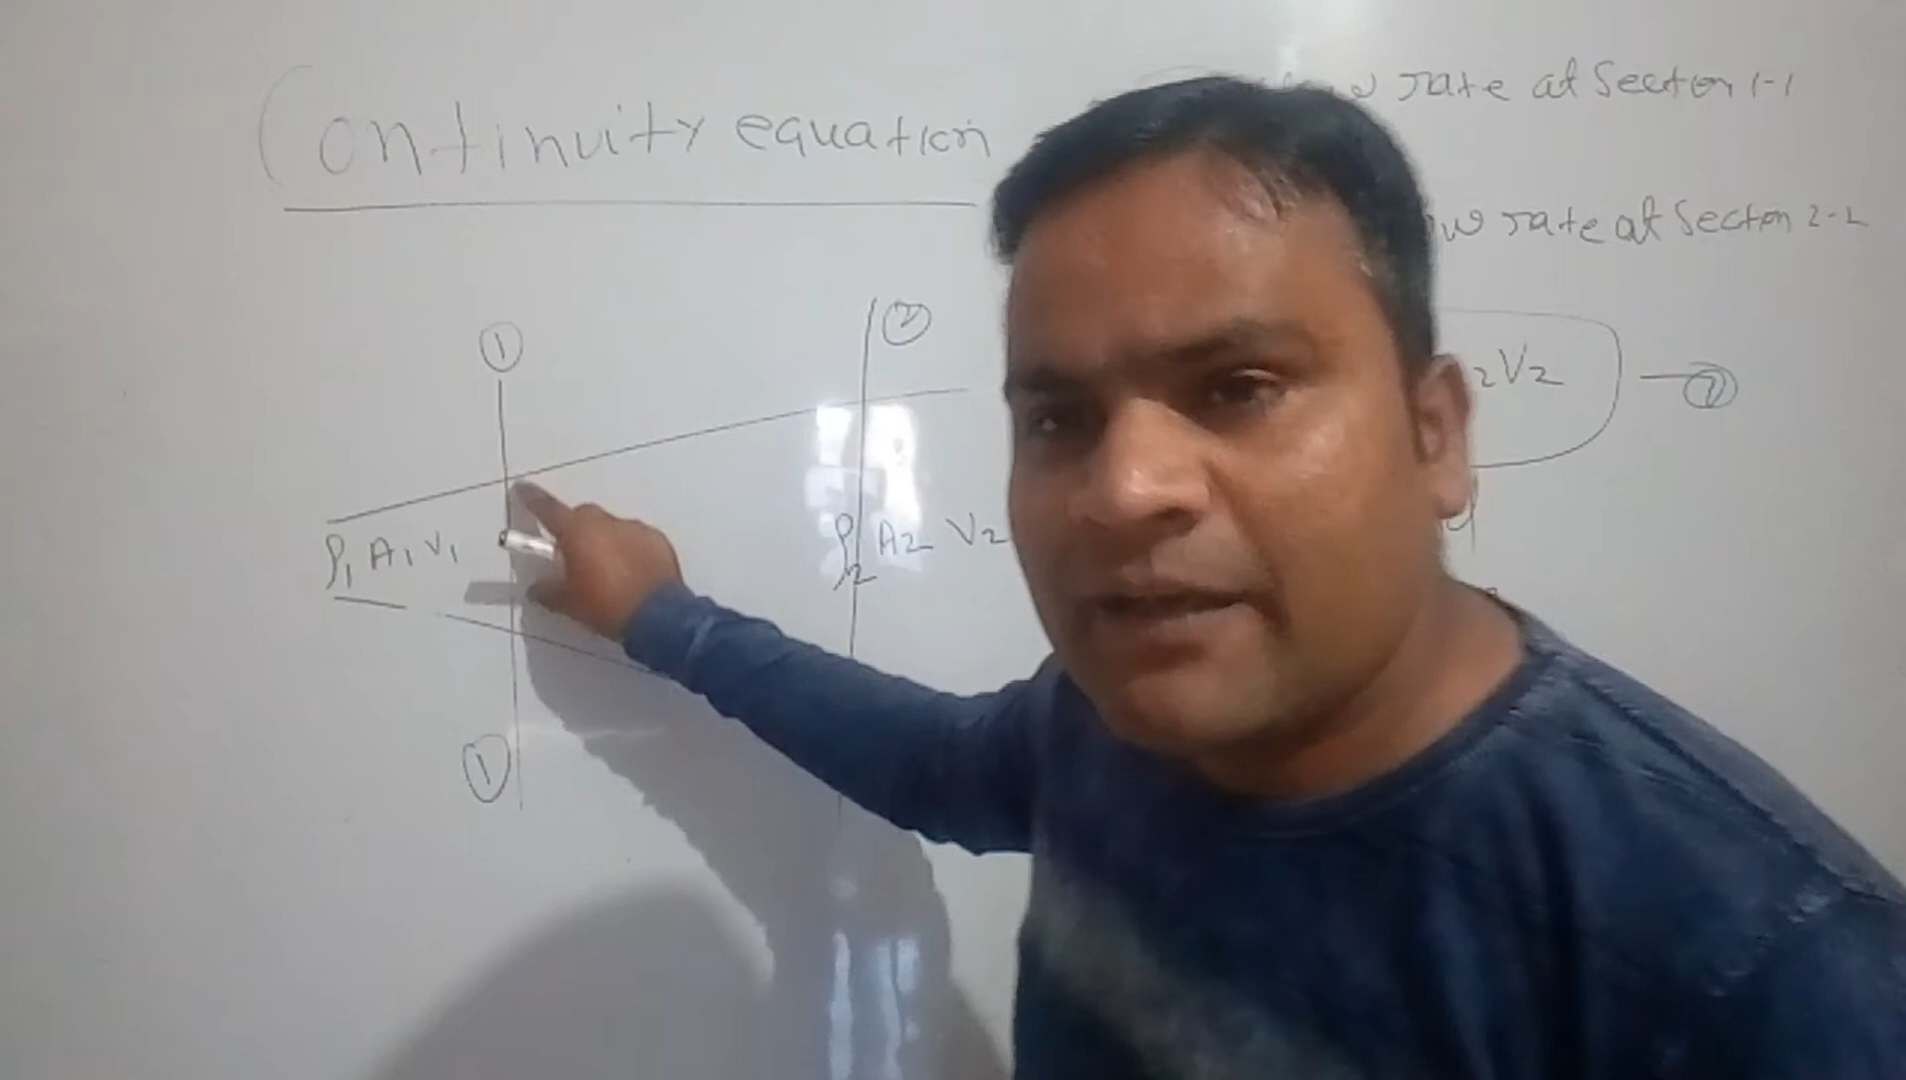 Continuity equation
rate at Section 1-1
rate at Section 2-2
1
2
2V2
2
ρ1 A1 V1
ρ2 A2 V2
1